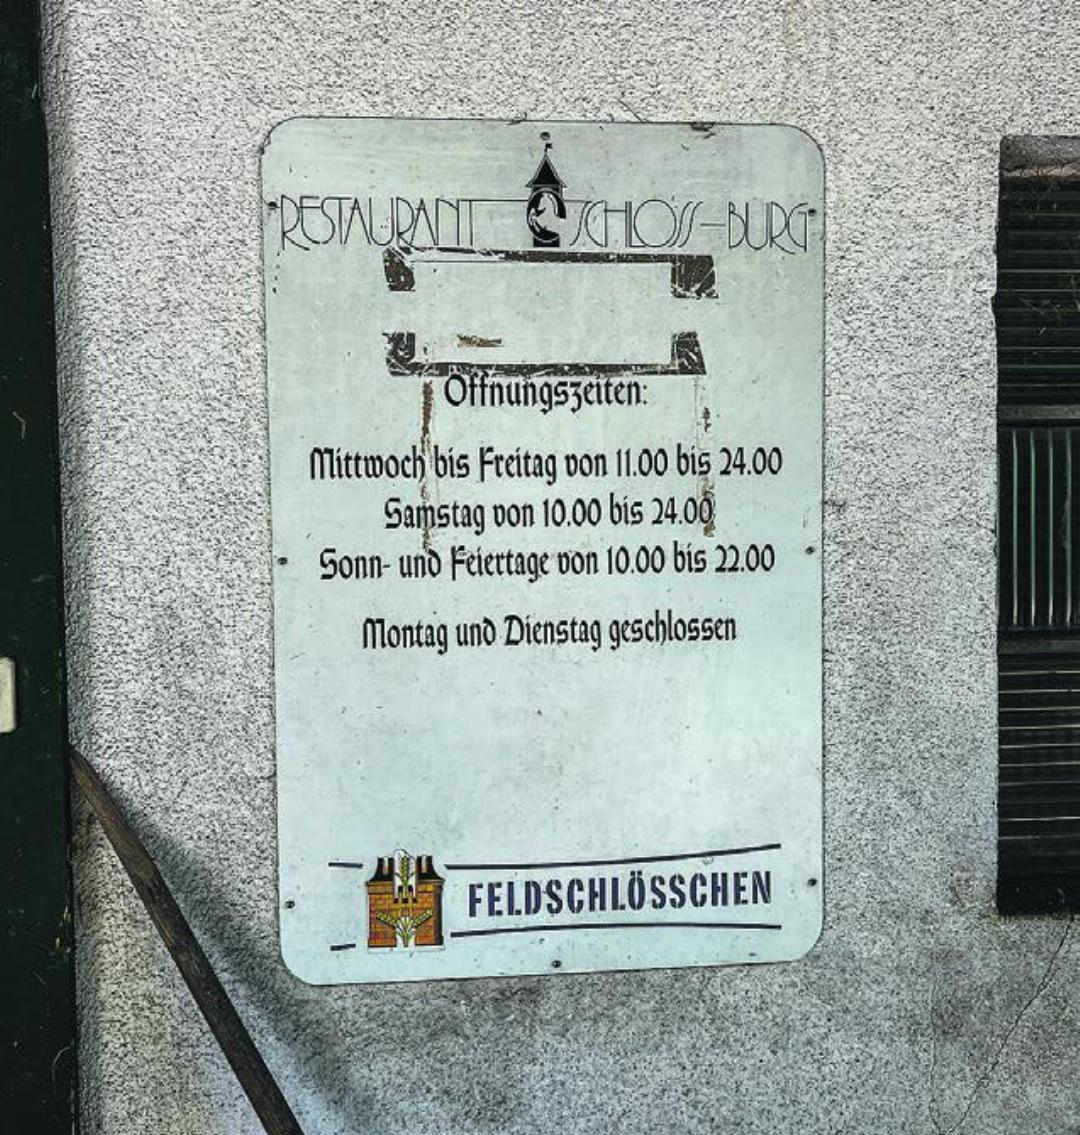 RESTAURANT SCHLÖSS-BURG
Öffnungszeiten:
Mittwoch bis Freitag von 11.00 bis 24.00
Samstag von 10.00 bis 24.00
Sonn- und Feiertage von 10.00 bis 22.00
Montag und Dienstag geschlossen
FELDSCHLÖSSCHEN